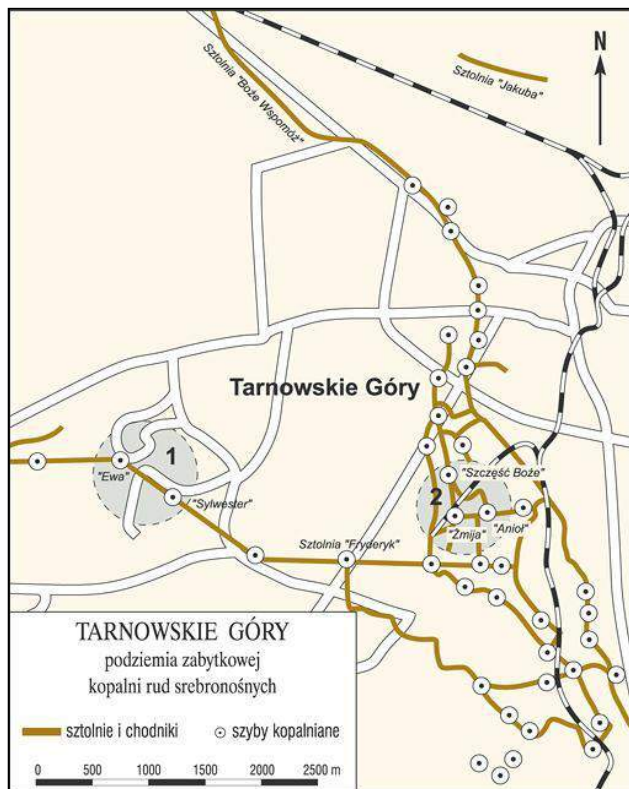 Sztolnia "Boże Wspomóż"
Sztolnia "Jakuba"
N
Tarnowskie Góry
1
"Ewa"
"Sylwester"
"Szczęść Boże"
2
"Anioł"
"Żmija"
Sztolnia "Fryderyk"
TARNOWSKIE GÓRY
podziemia zabytkowej
kopalni rud srebronośnych
sztolnie i chodniki
szyby kopalniane
0 500 1000 1500 2000 2500 m